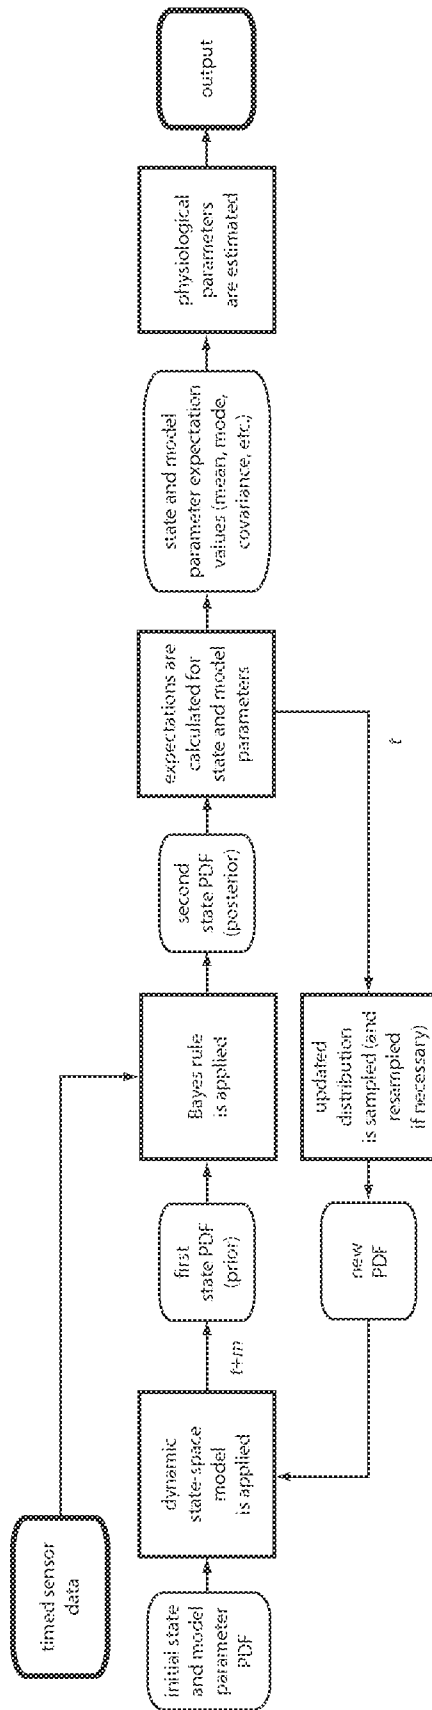 timed sensor
data
initial state
and model
parameter
PDF
dynamic
state-space
model
is applied
t+m
first
state PDF
(prior)
Bayes rule
is applied
second
state PDF
(posterior)
expectations are
calculated for
state and model
parameters
state and model
parameter expectation
values (mean, mode,
covariance, etc.)
physiological
parameters
are estimated
output
t
updated
distribution
is sampled (and
resampled
if necessary)
new
PDF